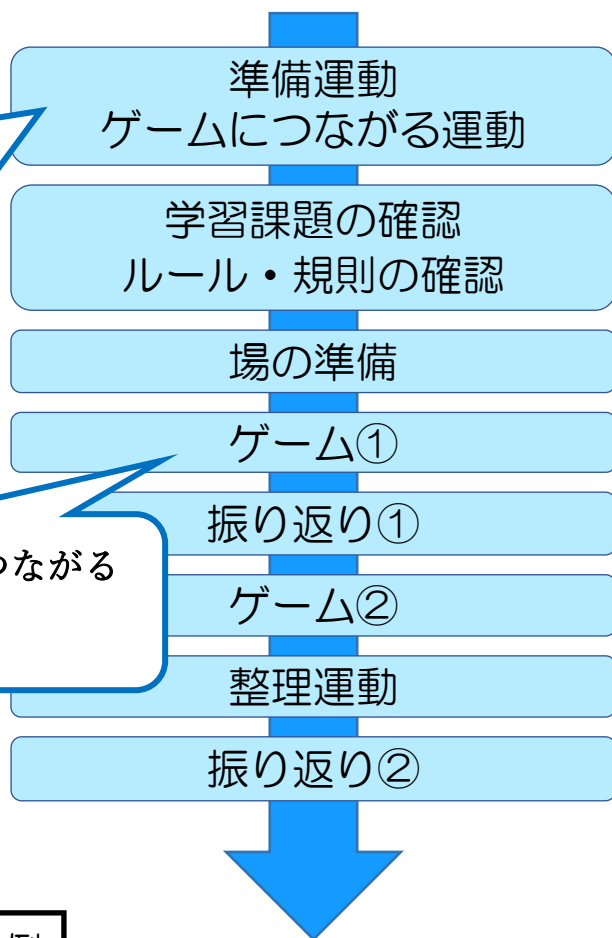 準備運動
ゲームにつながる運動
学習課題の確認
ルール・規則の確認
場の準備
ゲーム①
振り返り①
つながる
ゲーム②
整理運動
振り返り②